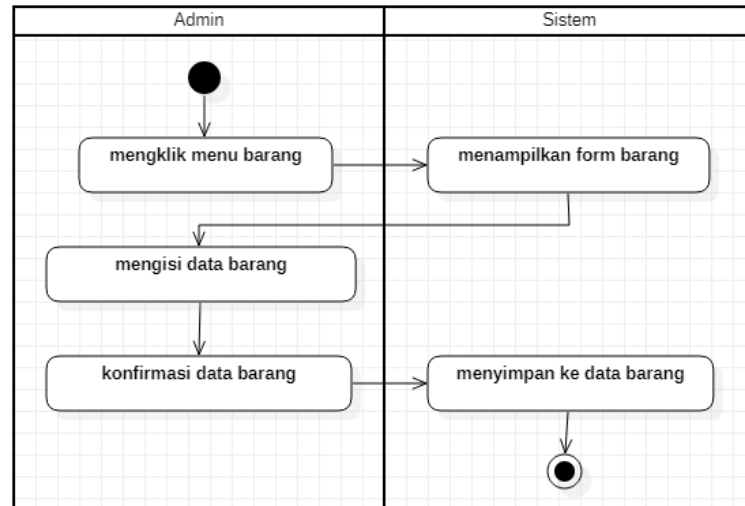 Admin
Sistem
mengklik menu barang
menampilkan form barang
mengisi data barang
konfirmasi data barang
menyimpan ke data barang